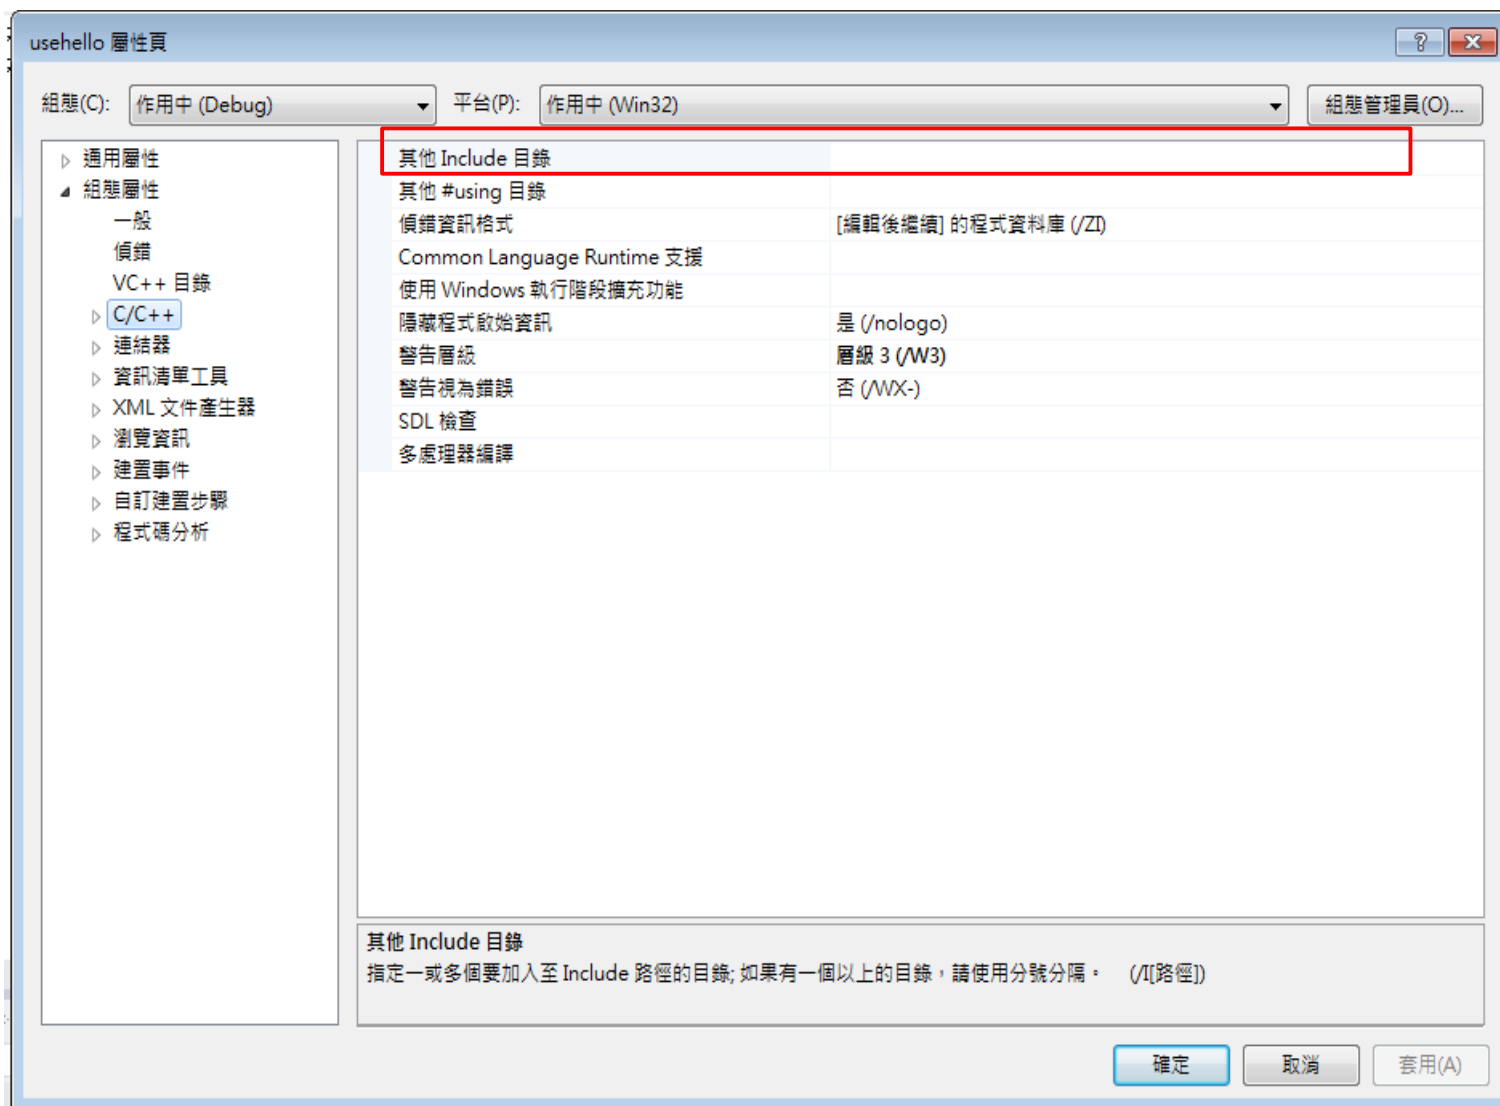 usehello 屬性頁
組態(C): 作用中 (Debug) 平台(P): 作用中 (Win32) 組態管理員(O)...
通用屬性
組態屬性
一般
偵錯
VC++ 目錄
C/C++
連結器
資訊清單工具
XML 文件產生器
瀏覽資訊
建置事件
自訂建置步驟
程式碼分析
其他 Include 目錄
其他 #using 目錄
偵錯資訊格式 [編輯後繼續] 的程式資料庫 (/ZI)
Common Language Runtime 支援
使用 Windows 執行階段擴充功能
隱藏程式啟始資訊 是 (/nologo)
警告層級 層級 3 (/W3)
警告視為錯誤 否 (/WX-)
SDL 檢查
多處理器編譯
其他 Include 目錄
指定一或多個要加入至 Include 路徑的目錄; 如果有一個以上的目錄，請使用分號分隔。 (/I[路徑])
確定 取消 套用(A)